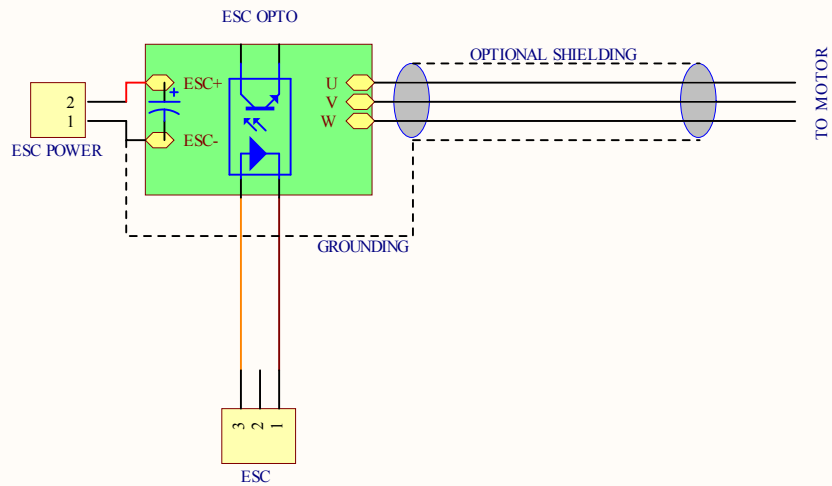 ESC OPTO
OPTIONAL SHIELDING
TO MOTOR
ESC+
U
2
V
1
W
ESC-
ESC POWER
+
GROUNDING
3
2
1
ESC